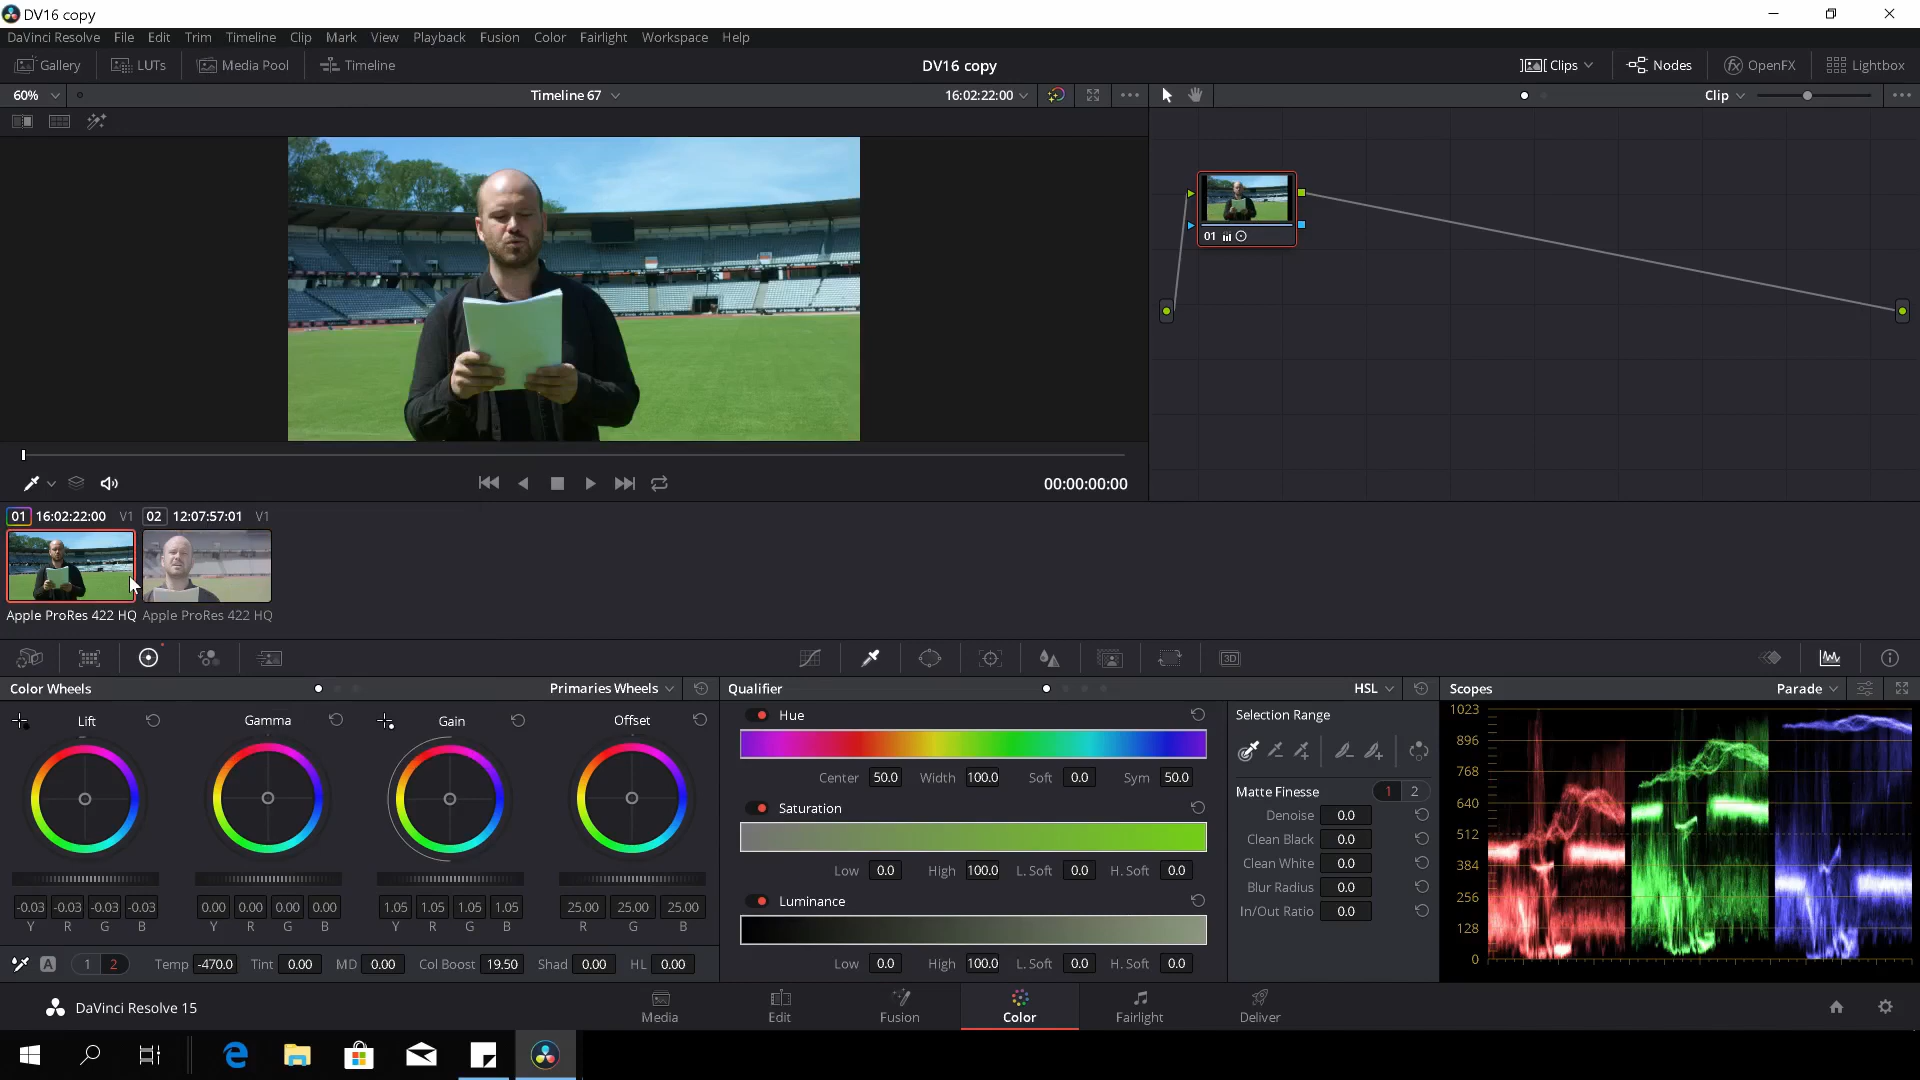 DV16 copy
DaVinci Resolve File Edit Trim Timeline Clip Mark View Playback Fusion Color Fairlight Workspace Help
Gallery LUTs Media Pool Timeline DV16 copy Clips Nodes OpenFX Lightbox
60% Timeline 67 16:02:22:00 Clip
01
00:00:00:00
01 16:02:22:00 V1 02 12:07:57:01 V1
Apple ProRes 422 HQ Apple ProRes 422 HQ
3D
Color Wheels Primaries Wheels Qualifier HSL Scopes Parade
Lift Gamma Gain Offset
-0.03 -0.03 -0.03 -0.03 0.00 0.00 0.00 0.00 1.05 1.05 1.05 1.05 25.00 25.00 25.00
Y R G B Y R G B Y R G B R G B
A 1 2 Temp -470.0 Tint 0.00 MD 0.00 Col Boost 19.50 Shad 0.00 HL 0.00
Hue
Center 50.0 Width 100.0 Soft 0.0 Sym 50.0
Saturation
Low 0.0 High 100.0 L. Soft 0.0 H. Soft 0.0
Luminance
Low 0.0 High 100.0 L. Soft 0.0 H. Soft 0.0
Selection Range
Matte Finesse 1 2
Denoise 0.0
Clean Black 0.0
Clean White 0.0
Blur Radius 0.0
In/Out Ratio 0.0
1023
896
768
640
512
384
256
128
0
DaVinci Resolve 15 Media Edit Fusion Color Fairlight Deliver